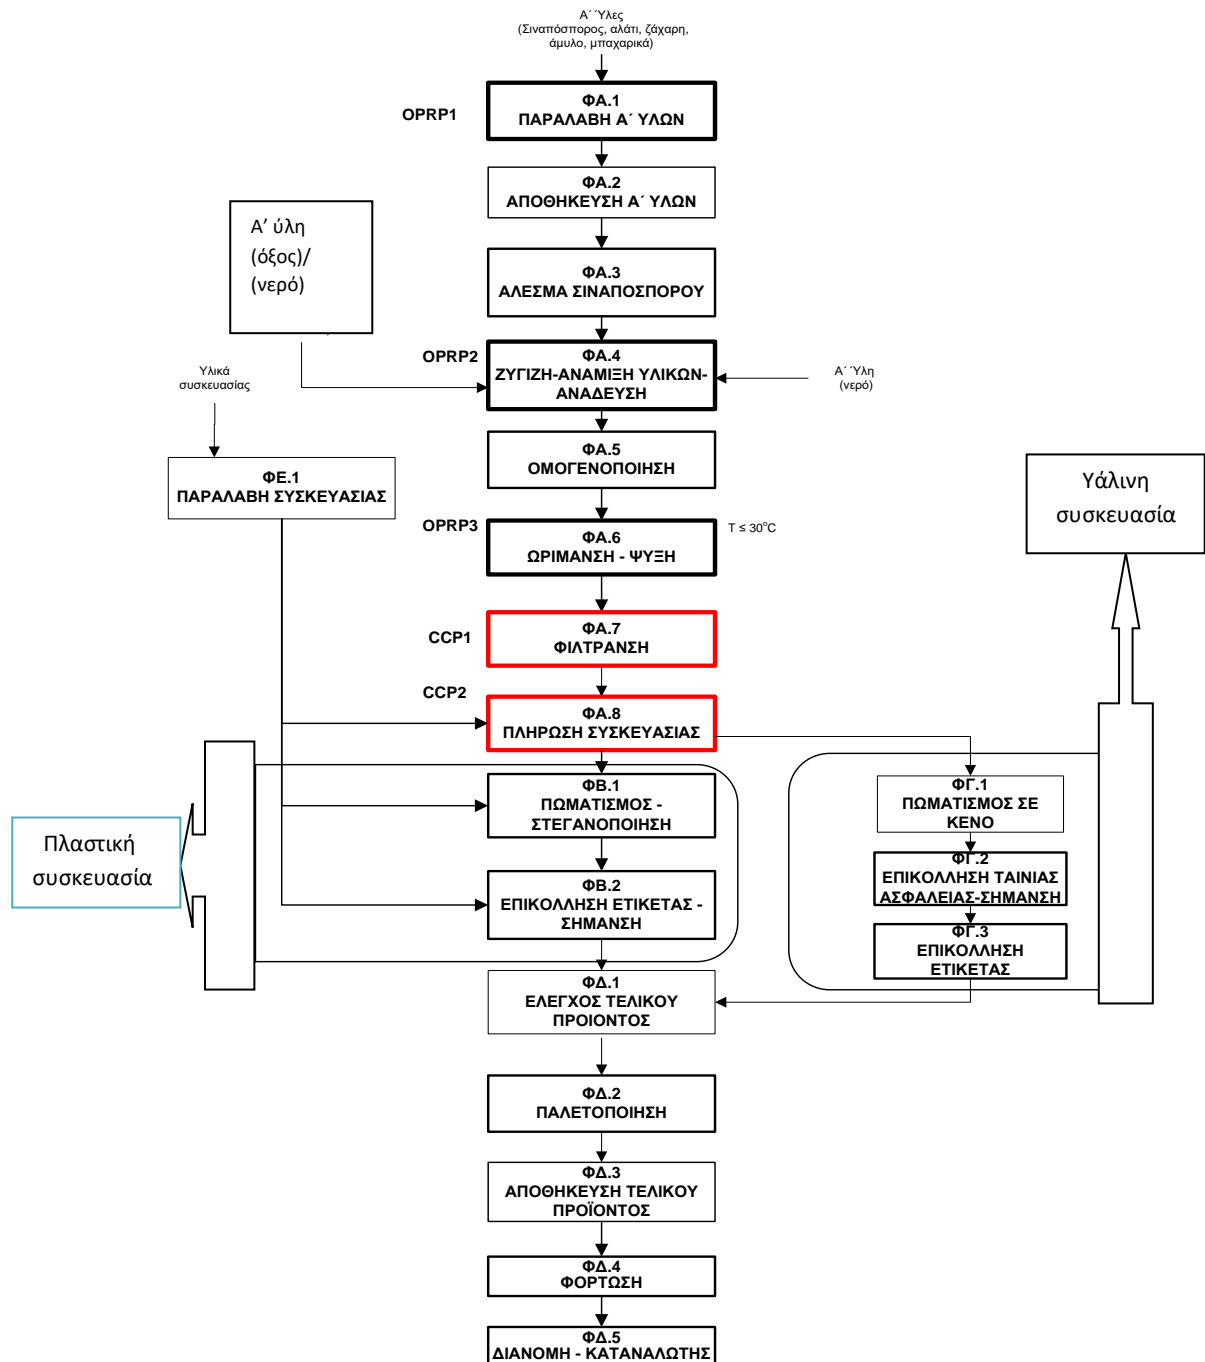 Α΄ Ύλες
(Σιναπόσπορος, αλάτι, ζάχαρη,
άμυλο, μπαχαρικά)
OPRP1
ΦΑ.1
ΠΑΡΑΛΑΒΗ Α΄ ΥΛΩΝ
ΦΑ.2
ΑΠΟΘΗΚΕΥΣΗ Α΄ ΥΛΩΝ
Α’ ύλη
(όξος)/
(νερό)
ΦΑ.3
ΑΛΕΣΜΑ ΣΙΝΑΠΟΣΠΟΡΟΥ
OPRP2
ΦΑ.4
ΖΥΓΙΖΗ-ΑΝΑΜΙΞΗ ΥΛΙΚΩΝ-
ΑΝΑΔΕΥΣΗ
Α΄ Ύλη
(νερό)
Υλικά
συσκευασίας
ΦΕ.1
ΠΑΡΑΛΑΒΗ ΣΥΣΚΕΥΑΣΙΑΣ
ΦΑ.5
ΟΜΟΓΕΝΟΠΟΙΗΣΗ
Υάλινη
συσκευασία
OPRP3
ΦΑ.6
ΩΡΙΜΑΝΣΗ - ΨΥΞΗ
T ≤ 30°C
CCP1
ΦΑ.7
ΦΙΛΤΡΑΝΣΗ
CCP2
ΦΑ.8
ΠΛΗΡΩΣΗ ΣΥΣΚΕΥΑΣΙΑΣ
Πλαστική
συσκευασία
ΦΒ.1
ΠΩΜΑΤΙΣΜΟΣ -
ΣΤΕΓΑΝΟΠΟΙΗΣΗ
ΦΒ.2
ΕΠΙΚΟΛΛΗΣΗ ΕΤΙΚΕΤΑΣ -
ΣΗΜΑΝΣΗ
ΦΓ.1
ΠΩΜΑΤΙΣΜΟΣ ΣΕ
ΚΕΝΟ
ΦΓ.2
ΕΠΙΚΟΛΛΗΣΗ ΤΑΙΝΙΑΣ
ΑΣΦΑΛΕΙΑΣ-ΣΗΜΑΝΣΗ
ΦΓ.3
ΕΠΙΚΟΛΛΗΣΗ
ΕΤΙΚΕΤΑΣ
ΦΔ.1
ΕΛΕΓΧΟΣ ΤΕΛΙΚΟΥ
ΠΡΟΙΟΝΤΟΣ
ΦΔ.2
ΠΑΛΕΤΟΠΟΙΗΣΗ
ΦΔ.3
ΑΠΟΘΗΚΕΥΣΗ ΤΕΛΙΚΟΥ
ΠΡΟΪΟΝΤΟΣ
ΦΔ.4
ΦΟΡΤΩΣΗ
ΦΔ.5
ΔΙΑΝΟΜΗ - ΚΑΤΑΝΑΛΩΤΗΣ